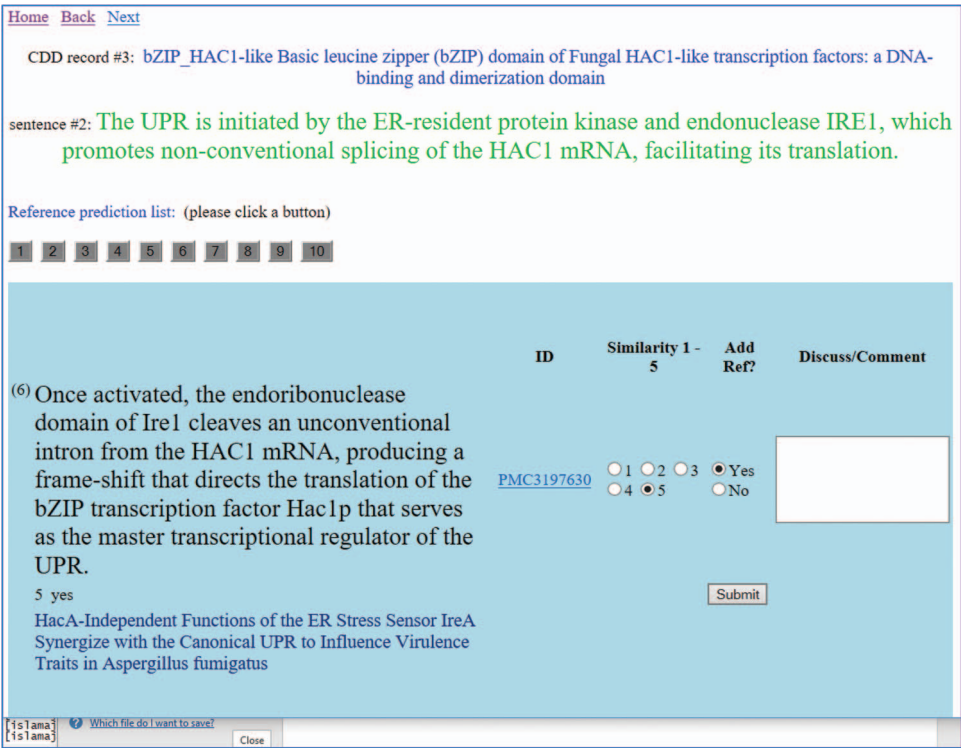 Home Back Next
CDD record #3: bZIP_HAC1-like Basic leucine zipper (bZIP) domain of Fungal HAC1-like transcription factors: a DNA-
binding and dimerization domain
sentence #2: The UPR is initiated by the ER-resident protein kinase and endonuclease IRE1, which
promotes non-conventional splicing of the HAC1 mRNA, facilitating its translation.
Reference prediction list: (please click a button)
1 2 3 4 5 6 7 8 9 10
ID Similarity 1 - 5 Add Ref? Discuss/Comment
(6) Once activated, the endoribonuclease
domain of Ire1 cleaves an unconventional
intron from the HAC1 mRNA, producing a
frame-shift that directs the translation of the
bZIP transcription factor Hac1p that serves
as the master transcriptional regulator of the
UPR.
PMC3197630 1 2 3 Yes
4 5 No
5 yes
Submit
HacA-Independent Functions of the ER Stress Sensor IreA
Synergize with the Canonical UPR to Influence Virulence
Traits in Aspergillus fumigatus
[islama] Which file do I want to save?
[islama] Close